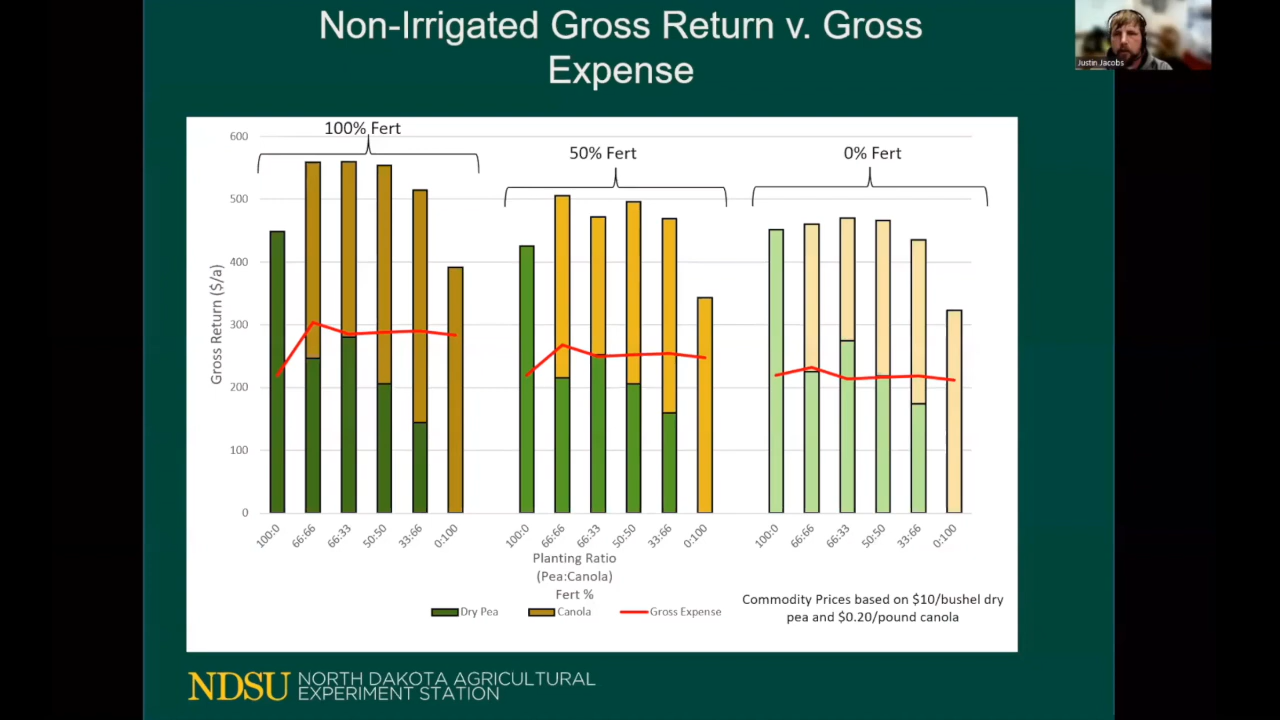 Non-Irrigated Gross Return v. Gross
Expense
Justin Jacobs
100% Fert
50% Fert
0% Fert
600
500
400
300
200
100
0
Gross Return ($/a)
100:0
66:66
66:33
50:50
33:66
0:100
100:0
66:66
66:33
50:50
33:66
0:100
100:0
66:66
66:33
50:50
33:66
0:100
Planting Ratio
(Pea:Canola)
Fert %
Dry Pea
Canola
Gross Expense
Commodity Prices based on $10/bushel dry
pea and $0.20/pound canola
NDSU
NORTH DAKOTA AGRICULTURAL
EXPERIMENT STATION